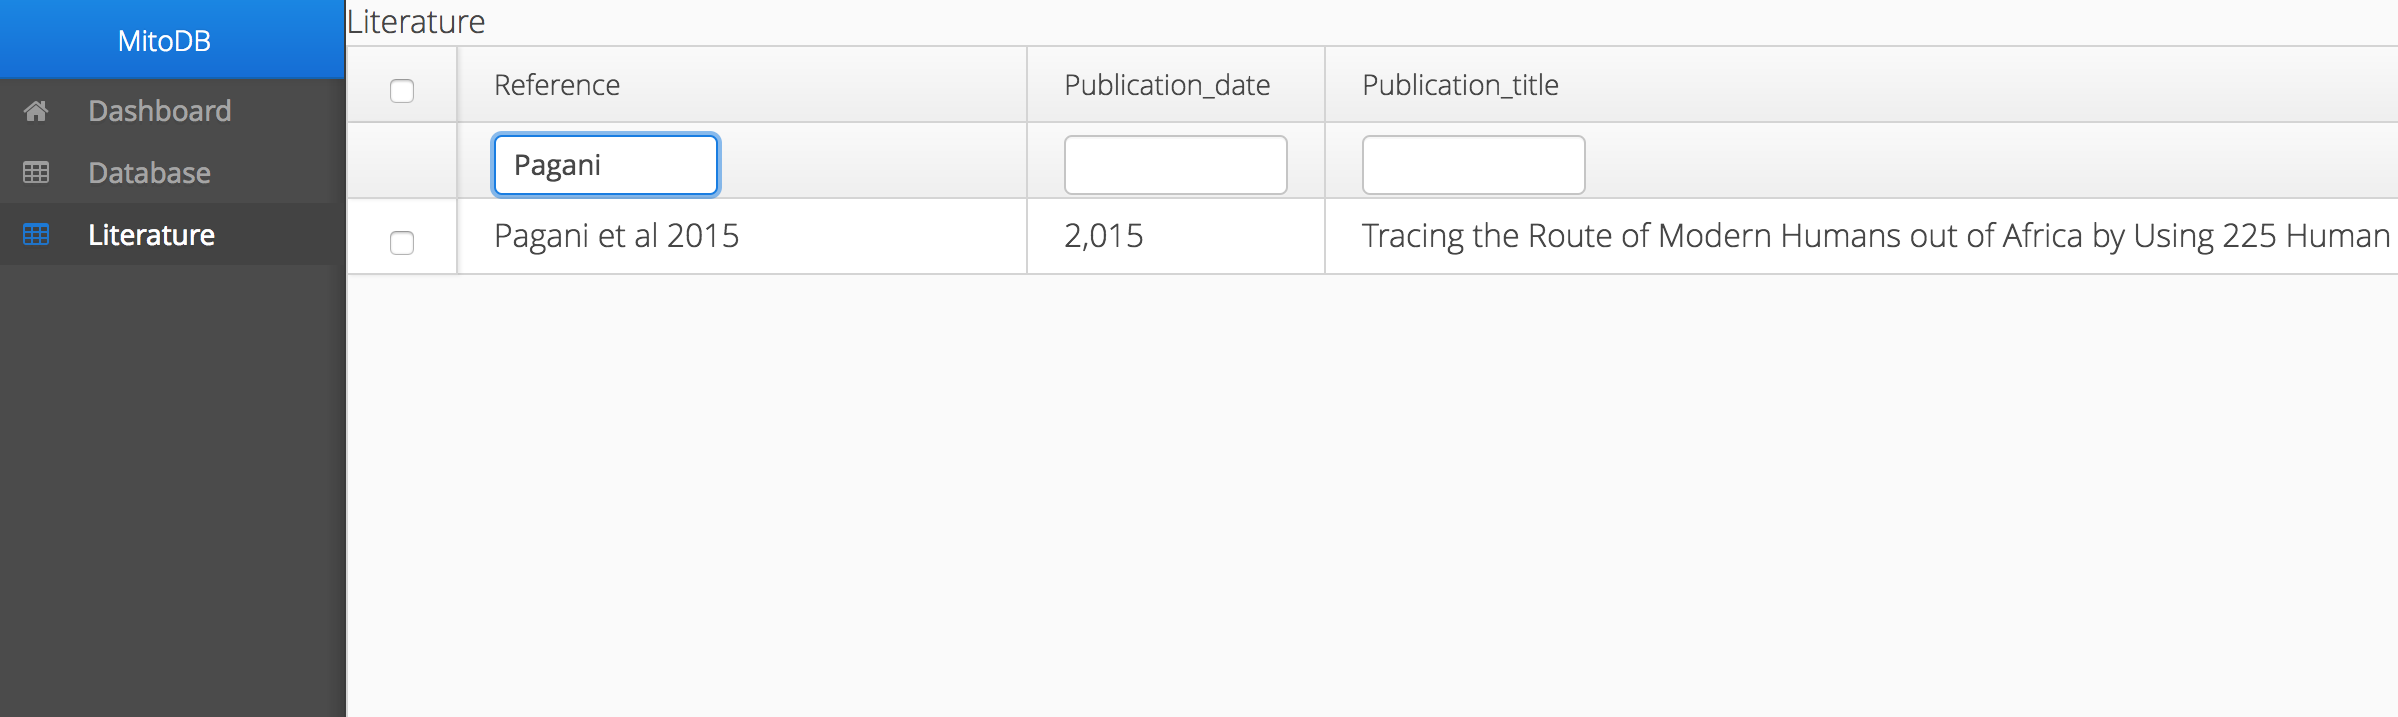 MitoDB
Dashboard
Database
Literature
Literature
Reference Publication_date Publication_title
Pagani
Pagani et al 2015 2,015 Tracing the Route of Modern Humans out of Africa by Using 225 Human